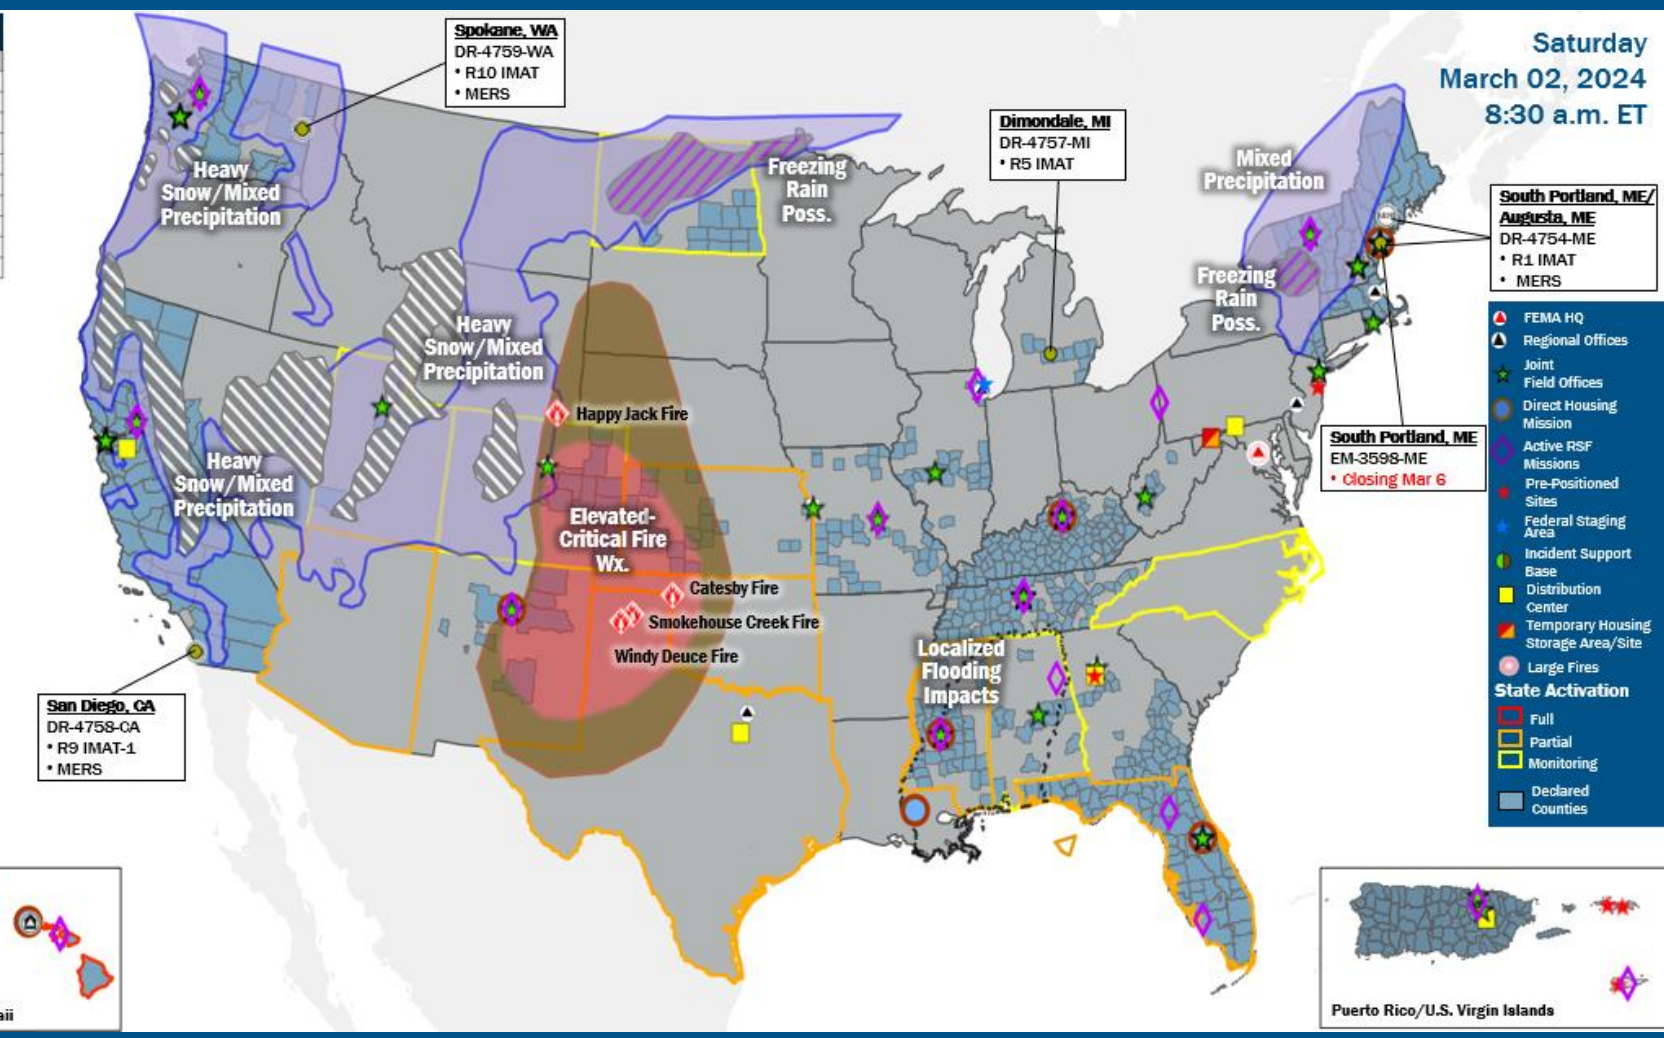 Saturday
March 02, 2024
8:30 a.m. ET
Spokane, WA
DR-4759-WA
• R10 IMAT
• MERS
Dimondale, MI
DR-4757-MI
• R5 IMAT
South Portland, ME/
Augusta, ME
DR-4754-ME
• R1 IMAT
• MERS
Heavy
Snow/Mixed
Precipitation
Freezing
Rain
Poss.
Mixed
Precipitation
Freezing
Rain
Poss.
Heavy
Snow/Mixed
Precipitation
Heavy
Snow/Mixed
Precipitation
Happy Jack Fire
Elevated-
Critical Fire
Wx.
Catesby Fire
Smokehouse Creek Fire
Windy Deuce Fire
Localized
Flooding
Impacts
5
South Portland, ME
EM-3598-ME
• Closing Mar 6
San Diego, CA
DR-4758-CA
• R9 IMAT-1
• MERS
FEMA HQ
Regional Offices
Joint
Field Offices
Direct Housing
Mission
Active RSF
Missions
Pre-Positioned
Sites
Federal Staging
Area
Incident Support
Base
Distribution
Center
Temporary Housing
Storage Area/Site
Large Fires
State Activation
Full
Partial
Monitoring
Declared
Counties
aii
Puerto Rico/U.S. Virgin Islands